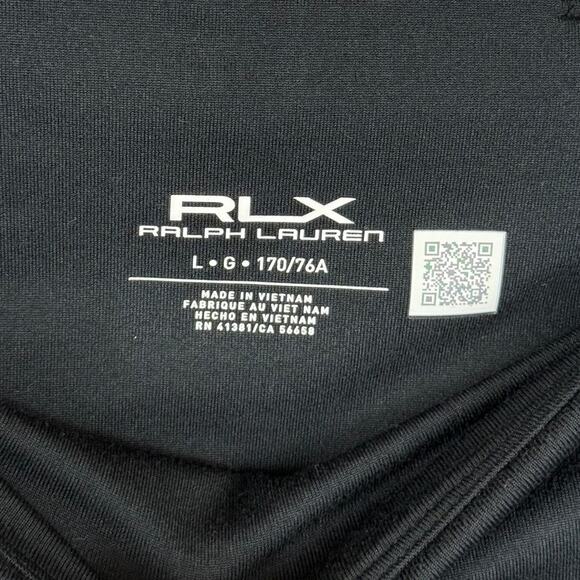 RLX
RALPH LAUREN
L • G • 170/76A
MADE IN VIETNAM
FABRIQUE AU VIET NAM
HECHO EN VIETNAM
RN 41381/CA 56658